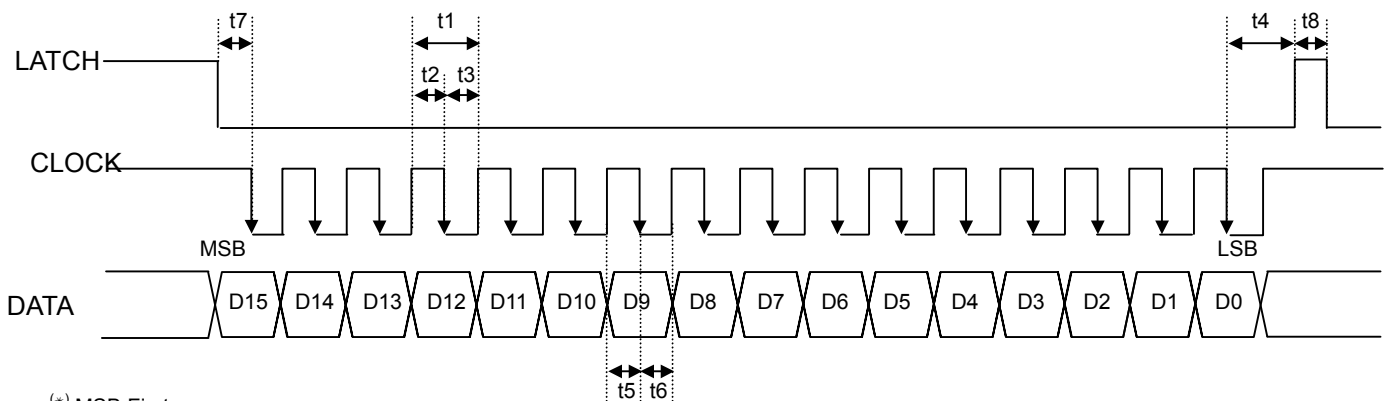 t7 t1 t4 t8
LATCH
t2 t3
CLOCK
MSB LSB
DATA D15 D14 D13 D12 D11 D10 D9 D8 D7 D6 D5 D4 D3 D2 D1 D0
t5 t6